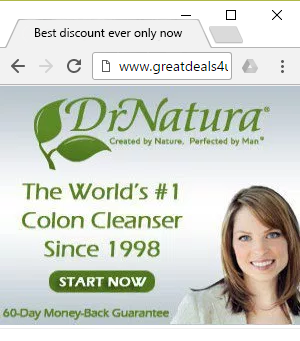 Best discount ever only now
www.greatdeals4u
DrNatura®
Created by Nature, Perfected by Man®
The World's #1
Colon Cleanser
Since 1998
START NOW
60-Day Money-Back Guarantee